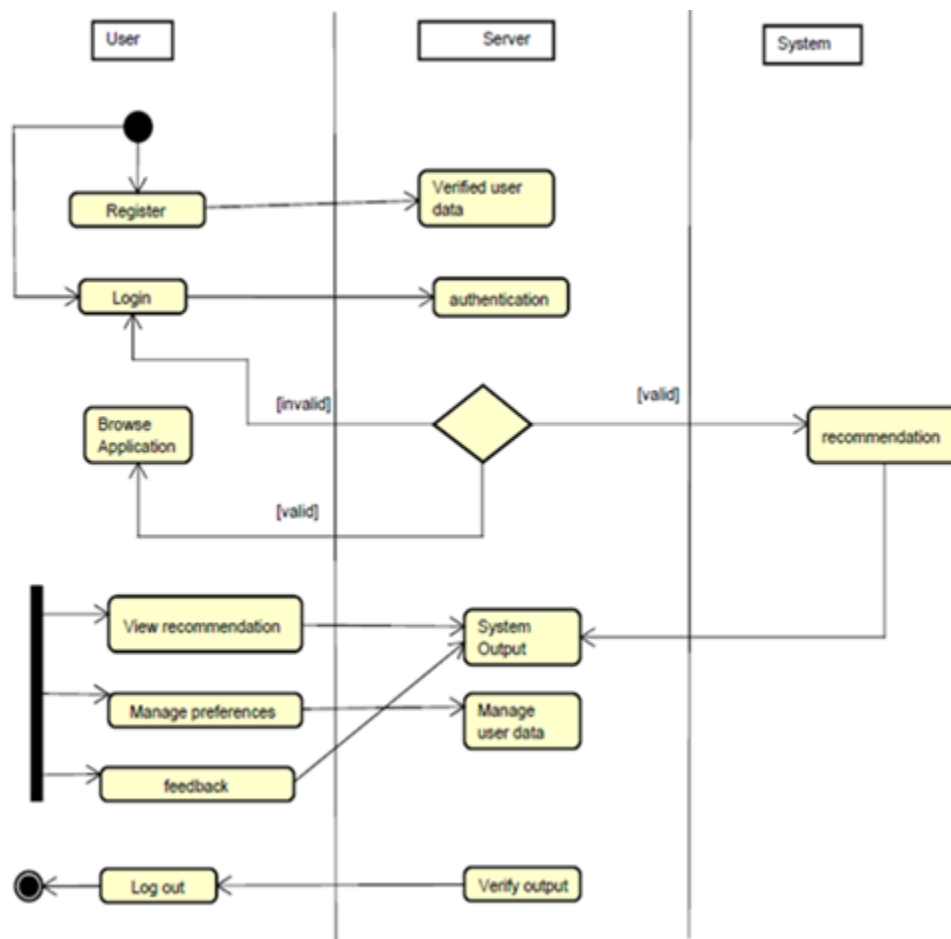 User
Server
System
Register
Verified user
data
Login
authentication
[invalid]
[valid]
Browse
Application
recommendation
[valid]
View recommendation
System
Output
Manage preferences
Manage
user data
feedback
Log out
Verify output